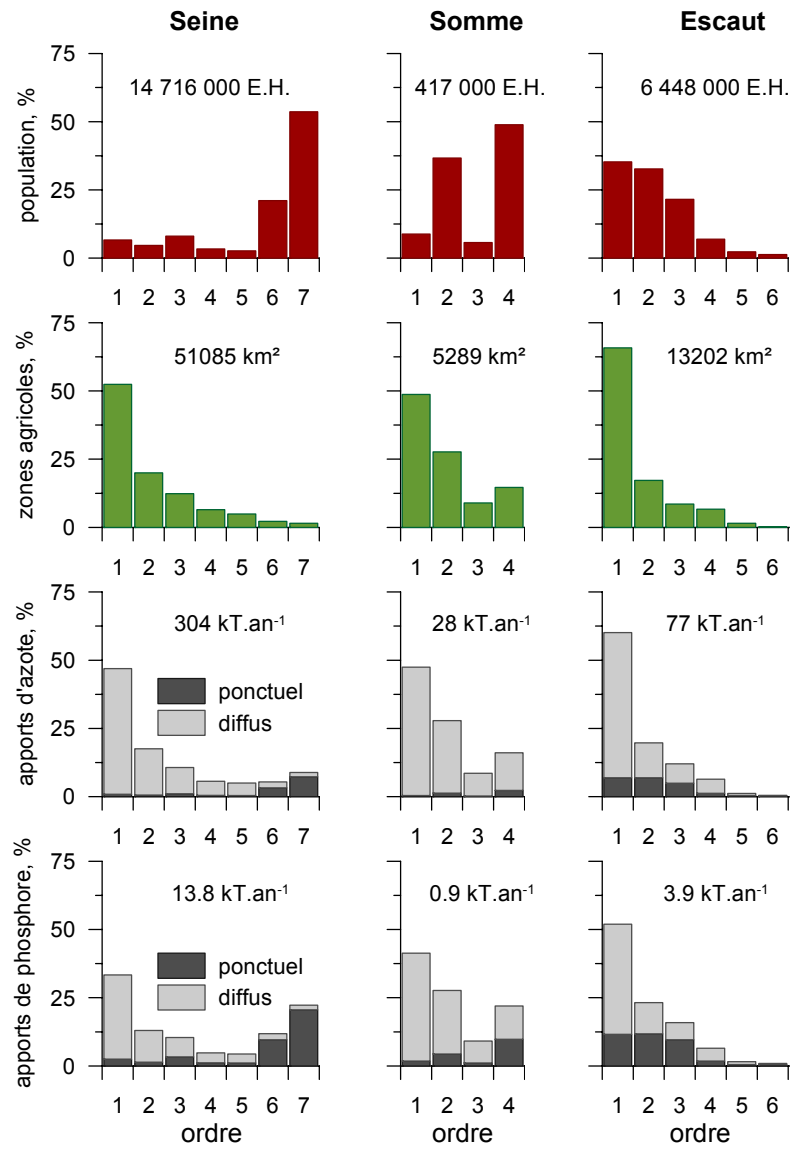 Seine Somme Escaut
population, %
75
50
25
0
14 716 000 E.H. 417 000 E.H. 6 448 000 E.H.
1 2 3 4 5 6 7 1 2 3 4 1 2 3 4 5 6
zones agricoles, %
75
50
25
0
51085 km² 5289 km² 13202 km²
1 2 3 4 5 6 7 1 2 3 4 1 2 3 4 5 6
apports d'azote, %
75
50
25
0
304 kT.an-1 28 kT.an-1 77 kT.an-1
ponctuel
diffus
1 2 3 4 5 6 7 1 2 3 4 1 2 3 4 5 6
apports de phosphore, %
75
50
25
0
13.8 kT.an-1 0.9 kT.an-1 3.9 kT.an-1
ponctuel
diffus
1 2 3 4 5 6 7 1 2 3 4 1 2 3 4 5 6
ordre ordre ordre